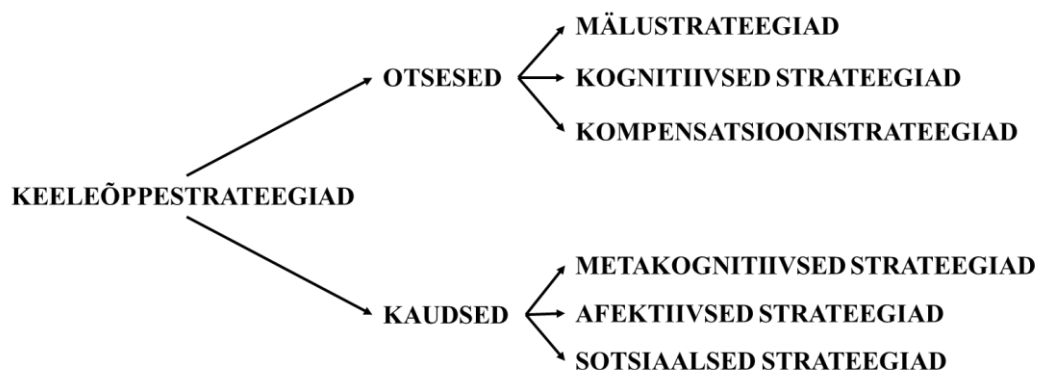 MÄLUSTRATEEGIAD
OTSESED
KOGNITIIVSED STRATEEGIAD
KOMPENSATSIOONISTRATEEGIAD
KEELEÕPPESTRATEEGIAD
METAKOGNITIIVSED STRATEEGIAD
KAUDSED
AFEKTIIVSED STRATEEGIAD
SOTSIAALSED STRATEEGIAD